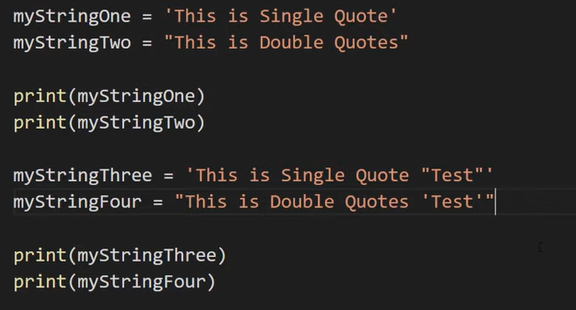 myStringOne = 'This is Single Quote'
myStringTwo = "This is Double Quotes"
print(myStringOne)
print(myStringTwo)
myStringThree = 'This is Single Quote "Test"'
myStringFour = "This is Double Quotes 'Test'"
print(myStringThree)
print(myStringFour)